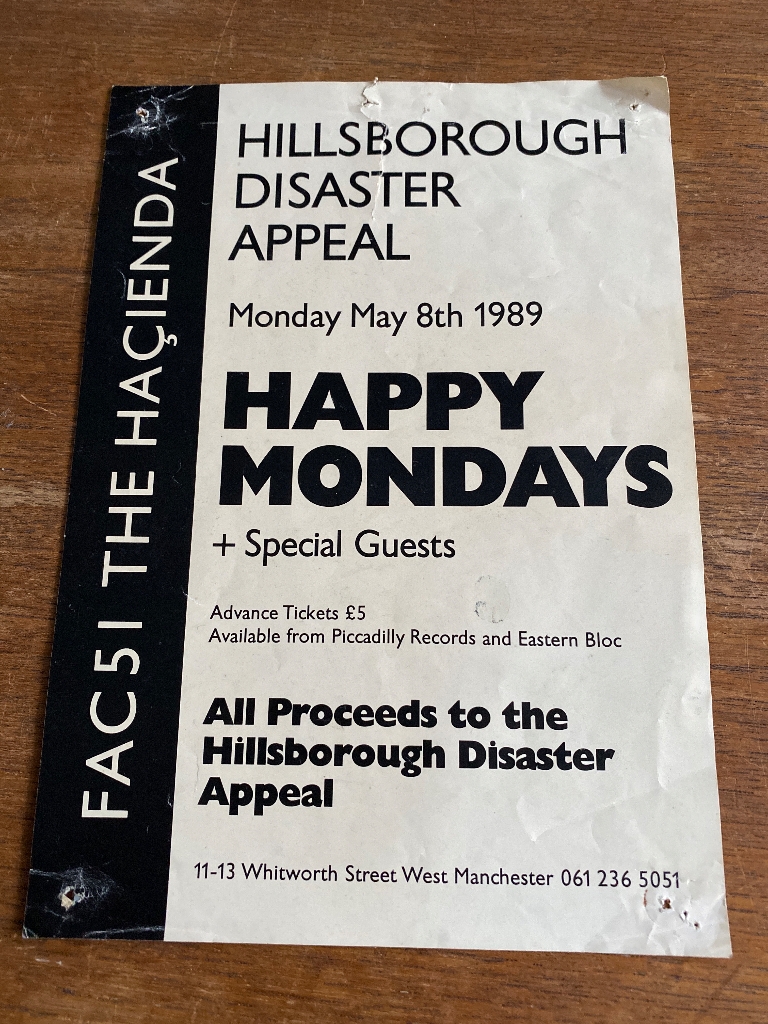 FAC51 THE HAÇIENDA
HILLSBOROUGH
DISASTER
APPEAL
Monday May 8th 1989
HAPPY
MONDAYS
+ Special Guests
Advance Tickets £5
Available from Piccadilly Records and Eastern Bloc
All Proceeds to the
Hillsborough Disaster
Appeal
11-13 Whitworth Street West Manchester 061 236 5051